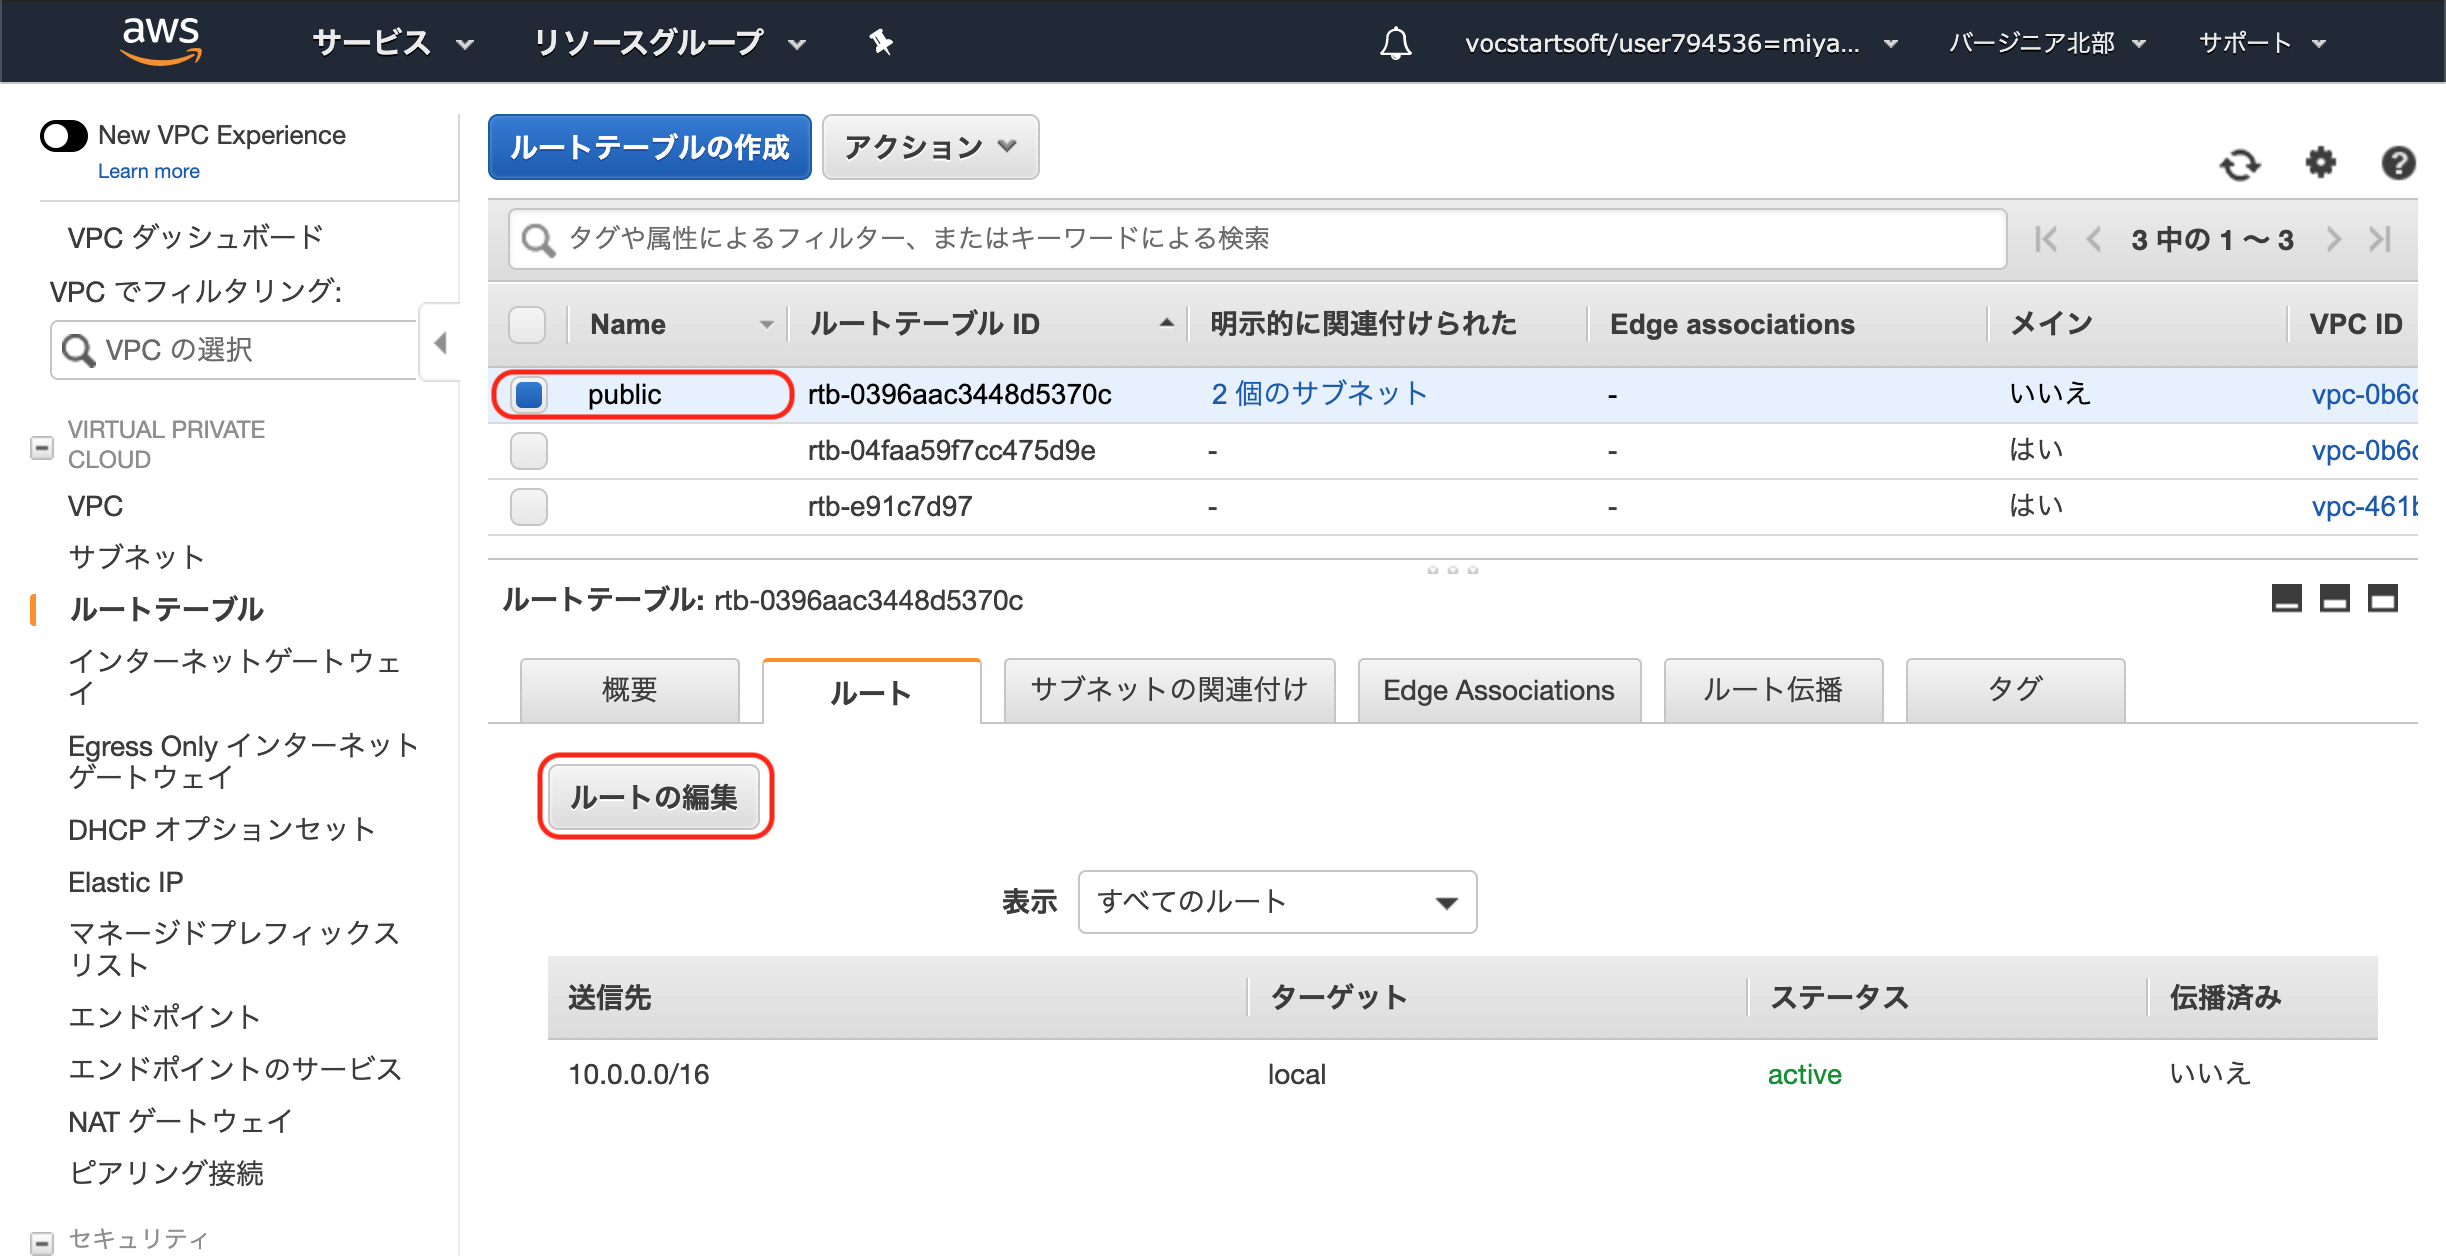 aws サービス リソースグループ vocstartsoft/user794536=miya... バージニア北部 サポート
New VPC Experience
Learn more
VPC ダッシュボード
VPC でフィルタリング:
VPC の選択
VIRTUAL PRIVATE
CLOUD
VPC
サブネット
ルートテーブル
インターネットゲートウェ
イ
Egress Only インターネット
ゲートウェイ
DHCP オプションセット
Elastic IP
マネージドプレフィックス
リスト
エンドポイント
エンドポイントのサービス
NAT ゲートウェイ
ピアリング接続
セキュリティ
ルートテーブルの作成 アクション
タグや属性によるフィルター、またはキーワードによる検索 3 中の 1 ～ 3
Name ルートテーブル ID 明示的に関連付けられた Edge associations メイン VPC ID
public rtb-0396aac3448d5370c 2 個のサブネット - いいえ vpc-0b6c
rtb-04faa59f7cc475d9e - - はい vpc-0b6c
rtb-e91c7d97 - - はい vpc-461b
ルートテーブル: rtb-0396aac3448d5370c
概要 ルート サブネットの関連付け Edge Associations ルート伝播 タグ
ルートの編集
表示 すべてのルート
送信先 ターゲット ステータス 伝播済み
10.0.0.0/16 local active いいえ